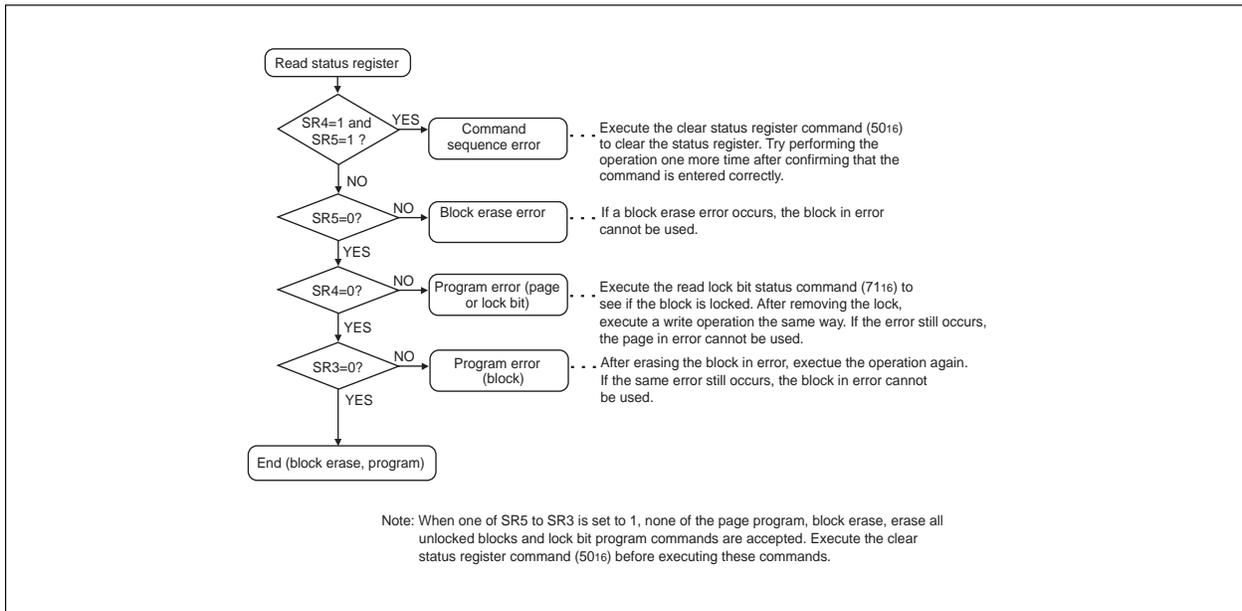 Read status register
SR4=1 and
SR5=1 ?
YES
Command
sequence error
Execute the clear status register command (5016)
to clear the status register. Try performing the
operation one more time after confirming that the
command is entered correctly.
NO
SR5=0?
NO
Block erase error
If a block erase error occurs, the block in error
cannot be used.
YES
SR4=0?
NO
Program error (page
or lock bit)
Execute the read lock bit status command (7116) to
see if the block is locked. After removing the lock,
execute a write operation the same way. If the error still occurs,
the page in error cannot be used.
YES
SR3=0?
NO
Program error
(block)
After erasing the block in error, exectue the operation again.
If the same error still occurs, the block in error cannot
be used.
YES
End (block erase, program)
Note: When one of SR5 to SR3 is set to 1, none of the page program, block erase, erase all
unlocked blocks and lock bit program commands are accepted. Execute the clear
status register command (5016) before executing these commands.